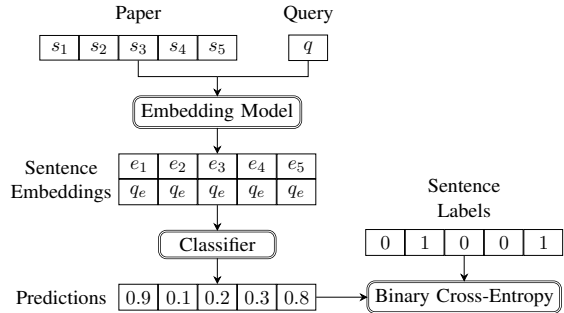 Paper Query
s1 s2 s3 s4 s5 q
Embedding Model
Sentence Embeddings
e1 e2 e3 e4 e5
qe qe qe qe qe
Sentence
Labels
0 1 0 0 1
Classifier
Predictions 0.9 0.1 0.2 0.3 0.8 Binary Cross-Entropy